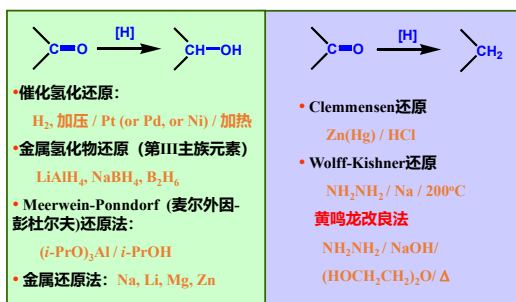 C=O [H] CH—OH
•催化氢化还原：
H₂, 加压 / Pt (or Pd, or Ni) / 加热
•金属氢化物还原（第III主族元素）
LiAlH₄, NaBH₄, B₂H₆
•Meerwein-Ponndorf (麦尔外因-
彭杜尔夫)还原法：
(i-PrO)₃Al / i-PrOH
• 金属还原法：Na, Li, Mg, Zn
C=O [H] CH₂
• Clemmensen还原
Zn(Hg) / HCl
• Wolff-Kishner还原
NH₂NH₂ / Na / 200°C
黄鸣龙改良法
NH₂NH₂ / NaOH/
(HOCH₂CH₂)₂O/ Δ